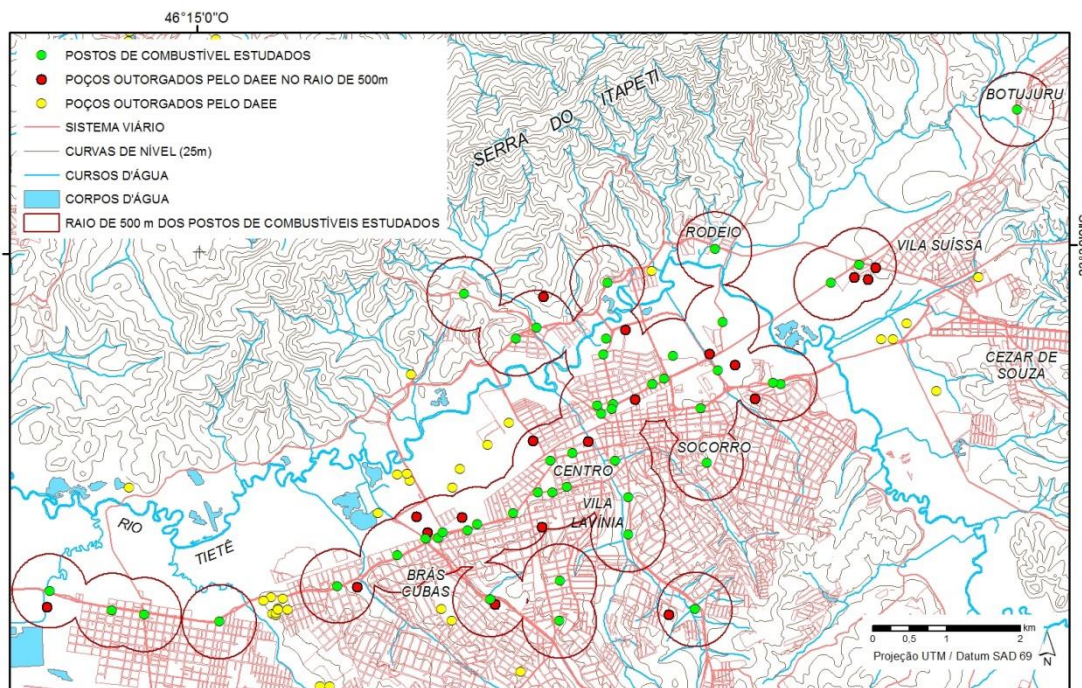 46°15'0"O
POSTOS DE COMBUSTÍVEL ESTUDADOS
POÇOS OUTORGADOS PELO DAEE NO RAIO DE 500m
POÇOS OUTORGADOS PELO DAEE
SISTEMA VIÁRIO
CURVAS DE NÍVEL (25m)
CURSOS D'ÁGUA
CORPOS D'ÁGUA
RAIO DE 500 m DOS POSTOS DE COMBUSTÍVEIS ESTUDADOS
SERRA DO ITAPETI
BOTUJURU
RODEIO
VILA SUÍSSA
CEZAR DE
SOUZA
SOCORRO
CENTRO
VILA
LAVÍNIA
RIO
TIETÊ
BRÁS
CUBAS
0 0,5 1 2 km
Projeção UTM / Datum SAD 69
N